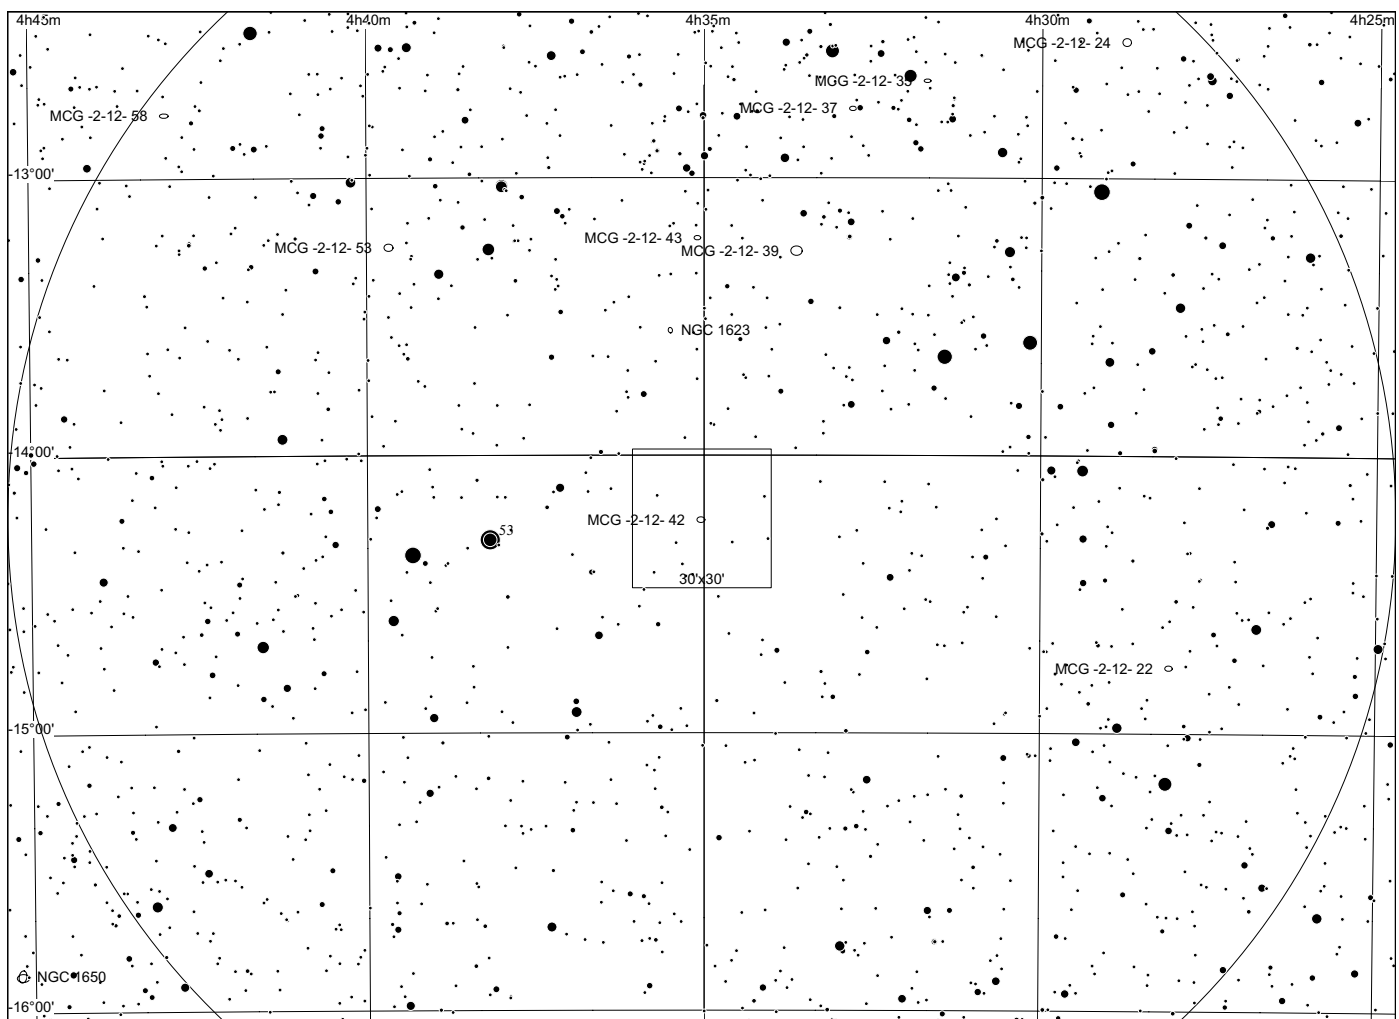 4h45m 4h40m 4h35m 4h30m 4h25m
MCG -2-12- 24
MCG -2-12- 33
MCG -2-12- 37
MCG -2-12- 58
-13°00'
MCG -2-12- 43
MCG -2-12- 53
MCG -2-12- 39
NGC 1623
-14°00'
MCG -2-12- 42
53
30'x30'
MCG -2-12- 22
-15°00'
NGC 1650
-16°00'